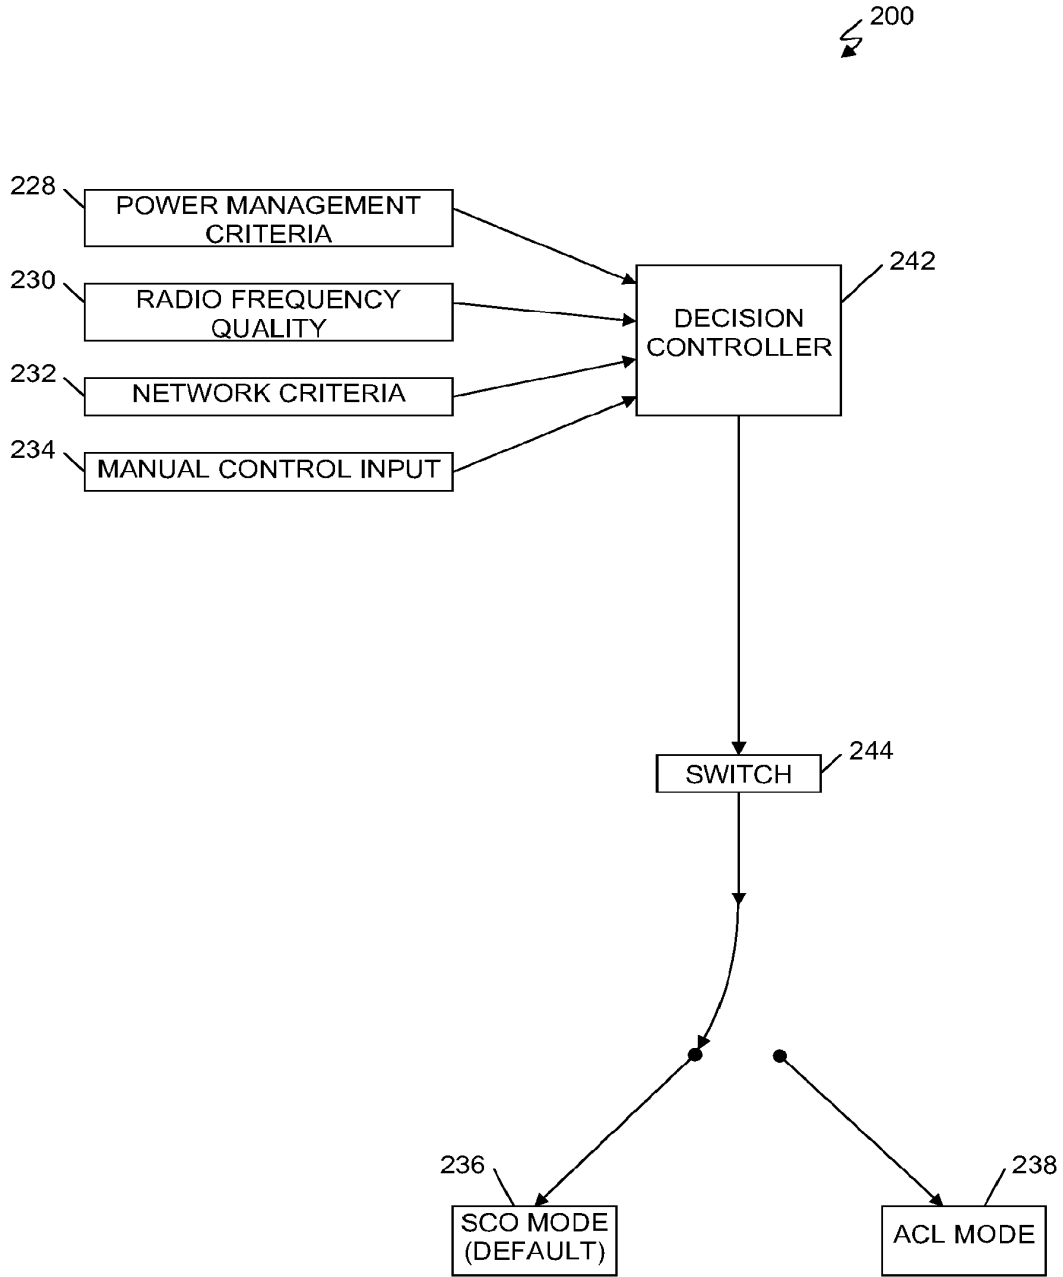 200
228
POWER MANAGEMENT
CRITERIA
230
RADIO FREQUENCY
QUALITY
232
NETWORK CRITERIA
234
MANUAL CONTROL INPUT
242
DECISION
CONTROLLER
244
SWITCH
236
SCO MODE
(DEFAULT)
238
ACL MODE